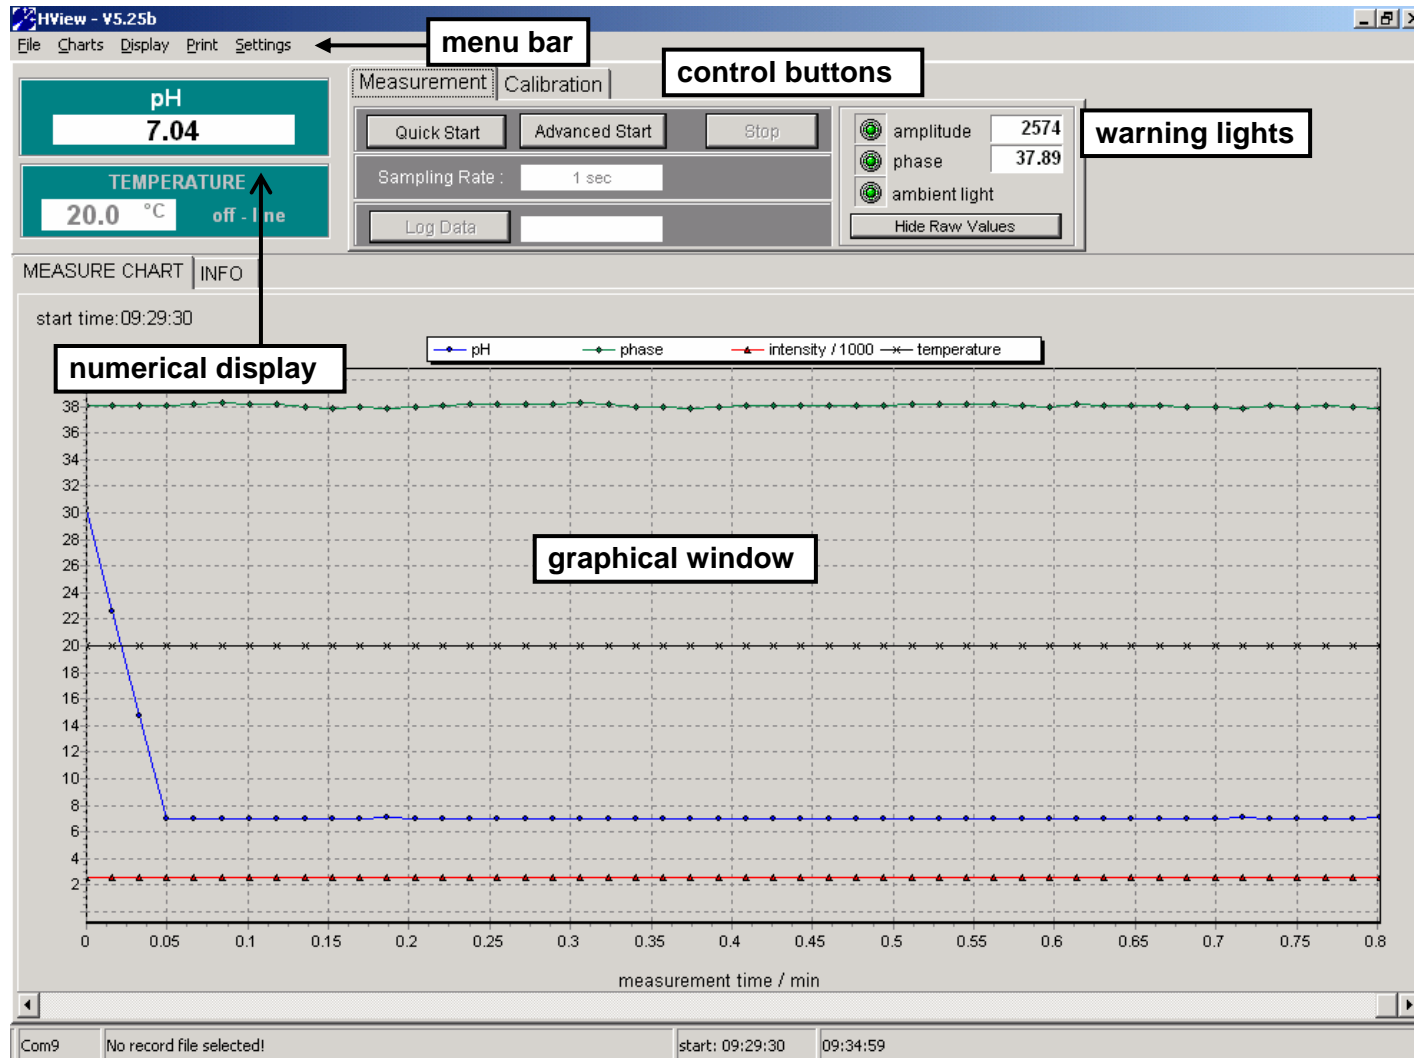 HView - V5.25b
File Charts Display Print Settings
menu bar
control buttons
Measurement Calibration
pH
7.04
Quick Start Advanced Start Stop
amplitude 2574
warning lights
phase 37.89
Sampling Rate : 1 sec
TEMPERATURE
ambient light
20.0 °C off - line
Log Data
Hide Raw Values
MEASURE CHART INFO
start time:09:29:30
pH phase intensity / 1000 temperature
numerical display
38
36
34
32
30
28
graphical window
26
24
22
20
18
16
14
12
10
8
6
4
2
0 0.05 0.1 0.15 0.2 0.25 0.3 0.35 0.4 0.45 0.5 0.55 0.6 0.65 0.7 0.75 0.8
measurement time / min
Com9 No record file selected! start: 09:29:30 09:34:59